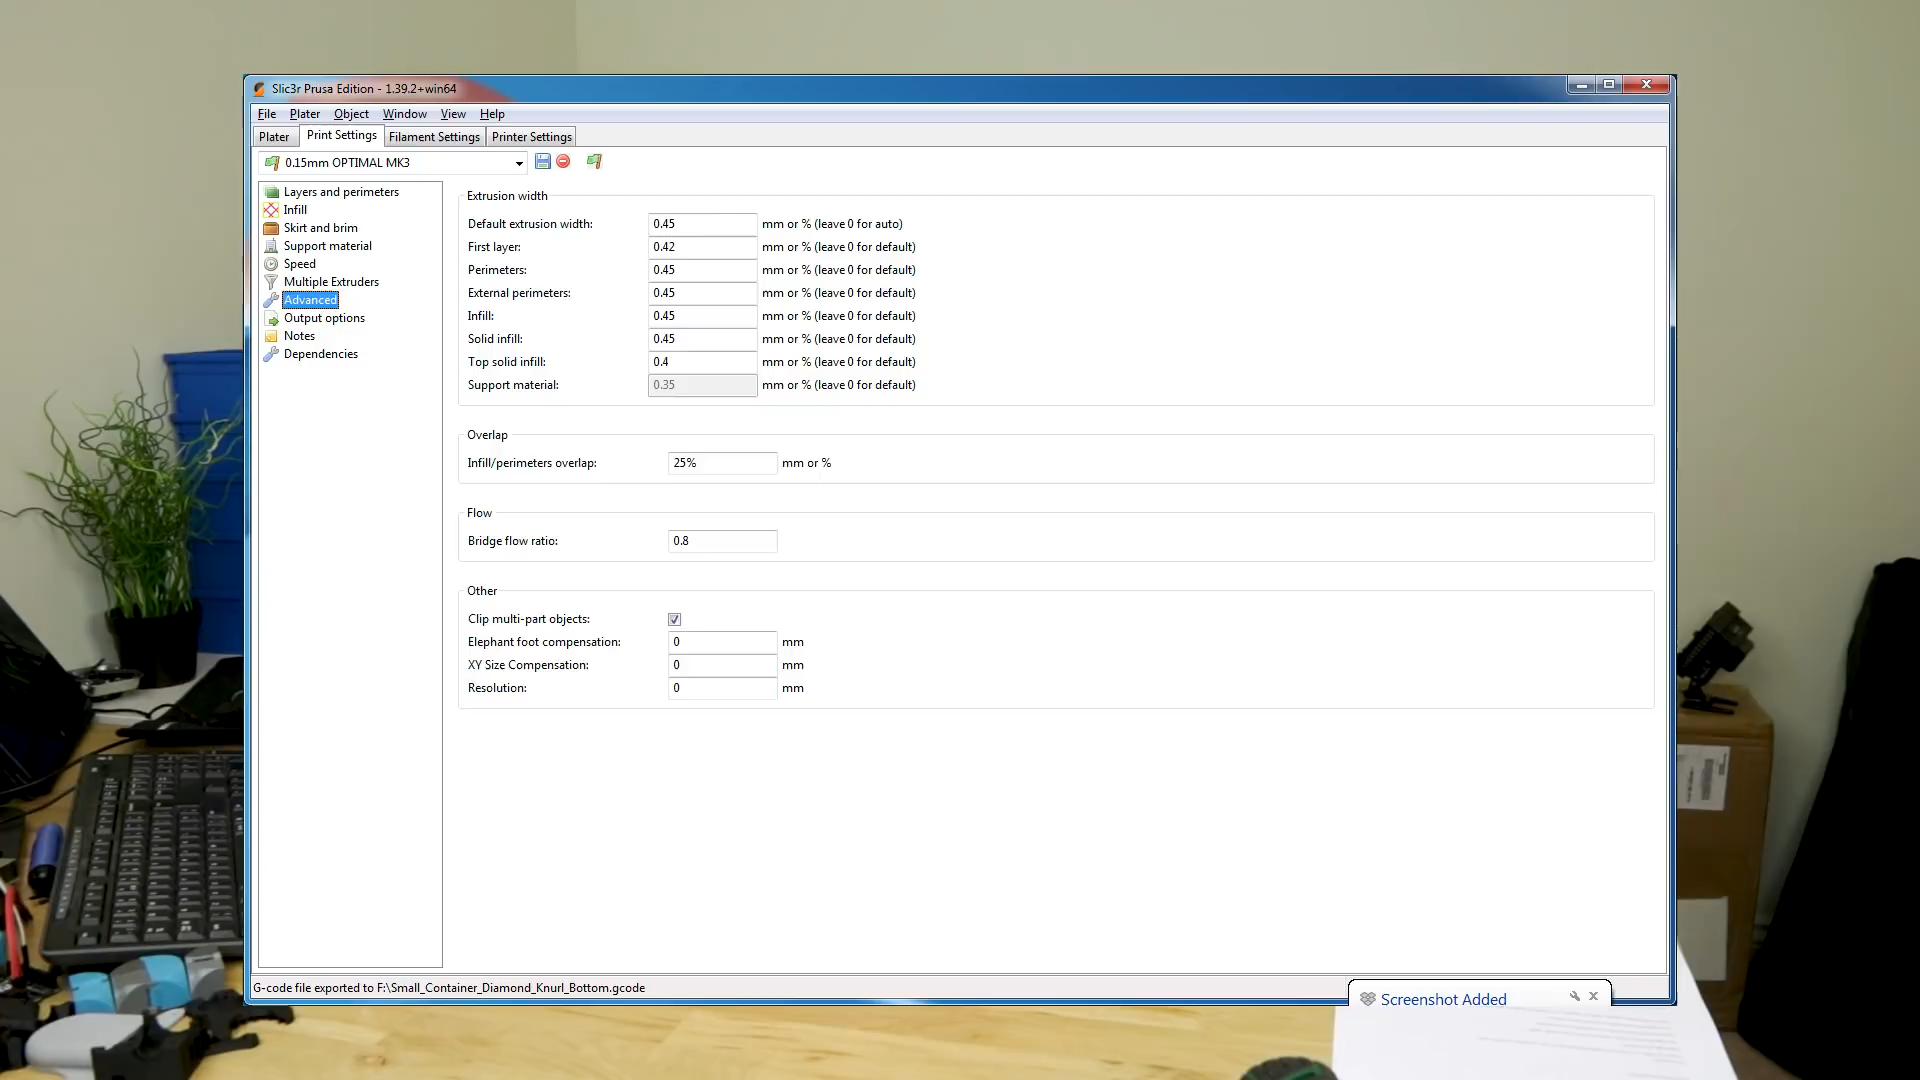 Slic3r Prusa Edition - 1.39.2+win64
File Plater Object Window View Help
Plater Print Settings Filament Settings Printer Settings
0.15mm OPTIMAL MK3
Layers and perimeters
Infill
Skirt and brim
Support material
Speed
Multiple Extruders
Advanced
Output options
Notes
Dependencies
Extrusion width
Default extrusion width: 0.45 mm or % (leave 0 for auto)
First layer: 0.42 mm or % (leave 0 for default)
Perimeters: 0.45 mm or % (leave 0 for default)
External perimeters: 0.45 mm or % (leave 0 for default)
Infill: 0.45 mm or % (leave 0 for default)
Solid infill: 0.45 mm or % (leave 0 for default)
Top solid infill: 0.4 mm or % (leave 0 for default)
Support material: 0.35 mm or % (leave 0 for default)
Overlap
Infill/perimeters overlap: 25% mm or %
Flow
Bridge flow ratio: 0.8
Other
Clip multi-part objects:
Elephant foot compensation: 0 mm
XY Size Compensation: 0 mm
Resolution: 0 mm
G-code file exported to F:\Small_Container_Diamond_Knurl_Bottom.gcode
Screenshot Added